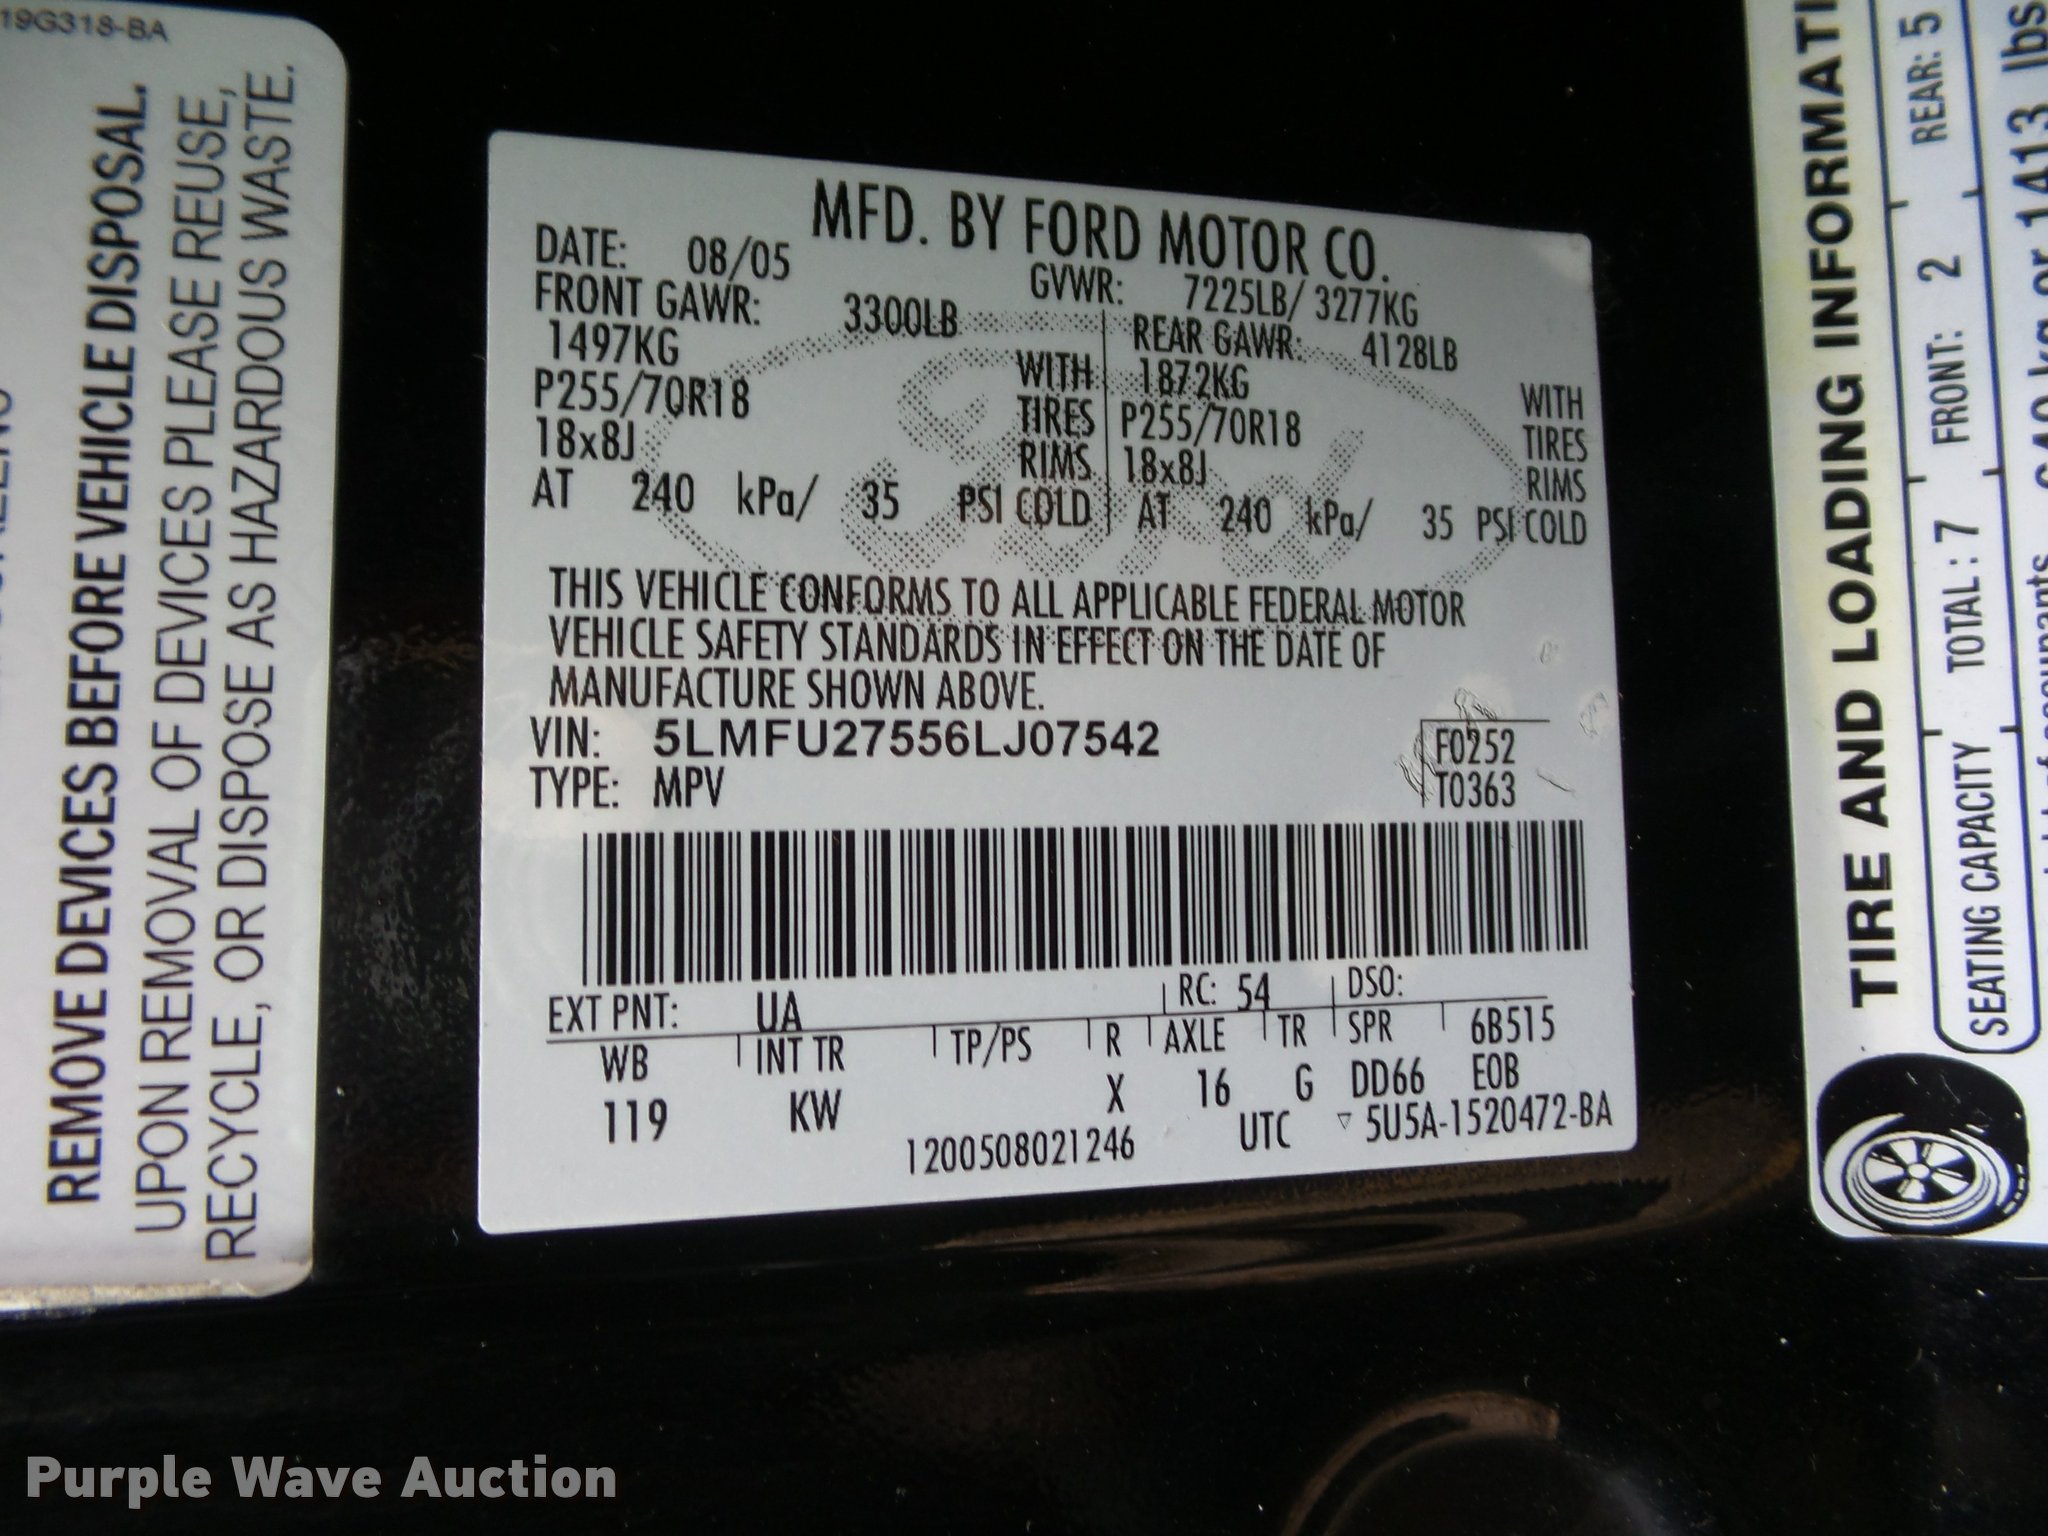 19G318-BA
REMOVE DEVICES BEFORE VEHICLE DISPOSAL.
UPON REMOVAL OF DEVICES PLEASE REUSE,
RECYCLE, OR DISPOSE AS HAZARDOUS WASTE.
MFD. BY FORD MOTOR CO.
DATE: 08/05 GVWR: 7225LB/ 3277KG
FRONT GAWR: 3300LB REAR GAWR: 4128LB
1497KG WITH 1872KG WITH
P255/70R18 TIRES P255/70R18 TIRES
18x8J RIMS 18x8J RIMS
AT 240 kPa/ 35 PSI COLD AT 240 kPa/ 35 PSI COLD
Ford
THIS VEHICLE CONFORMS TO ALL APPLICABLE FEDERAL MOTOR
VEHICLE SAFETY STANDARDS IN EFFECT ON THE DATE OF
MANUFACTURE SHOWN ABOVE.
VIN: 5LMFU27556LJ07542 F0252
TYPE: MPV T0363
EXT PNT: UA RC: 54 DSO:
WB INT TR TP/PS R AXLE TR SPR 6B515
119 KW X 16 G DD66 EOB
1200508021246 UTC ▽5U5A-1520472-BA
TIRE AND LOADING
SEATING CAPACITY TOTAL: 7 FRONT: 2 REAR: 5
or 1413 lbs
Purple Wave Auction